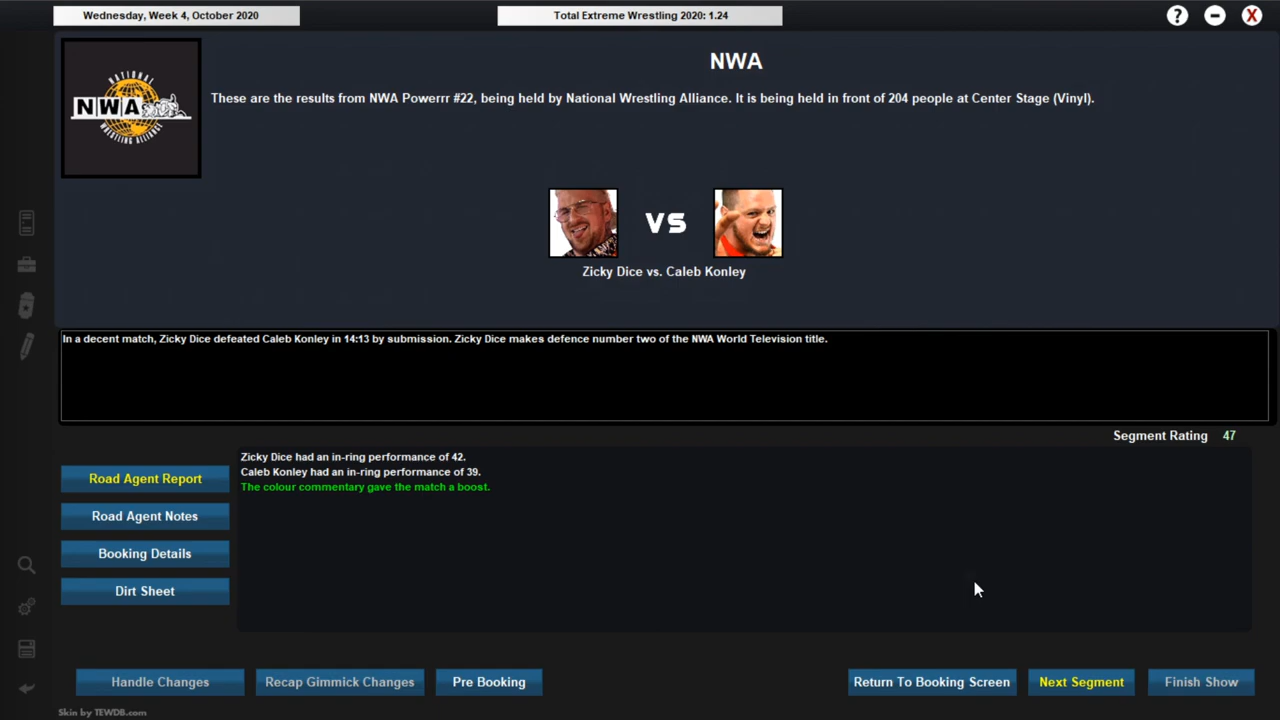 Wednesday, Week 4, October 2020
Total Extreme Wrestling 2020: 1.24
?
X
NATIONAL
NWA
WRESTLING ALLIANCE
NWA
These are the results from NWA Powerrr #22, being held by National Wrestling Alliance. It is being held in front of 204 people at Center Stage (Vinyl).
VS
Zicky Dice vs. Caleb Konley
In a decent match, Zicky Dice defeated Caleb Konley in 14:13 by submission. Zicky Dice makes defence number two of the NWA World Television title.
Segment Rating 47
Zicky Dice had an in-ring performance of 42.
Caleb Konley had an in-ring performance of 39.
The colour commentary gave the match a boost.
Road Agent Report
Road Agent Notes
Booking Details
Dirt Sheet
Handle Changes
Recap Gimmick Changes
Pre Booking
Return To Booking Screen
Next Segment
Finish Show
Skin by TEWDB.com